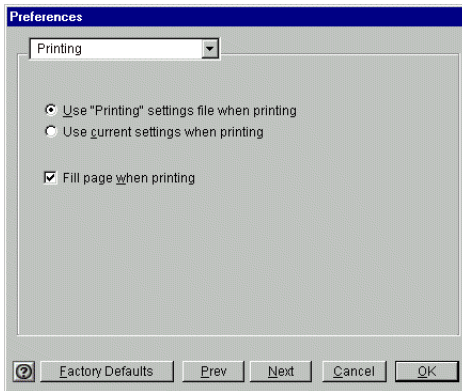 Preferences
Printing
Use "Printing" settings file when printing
Use current settings when printing
Fill page when printing
? Factory Defaults Prev Next Cancel OK